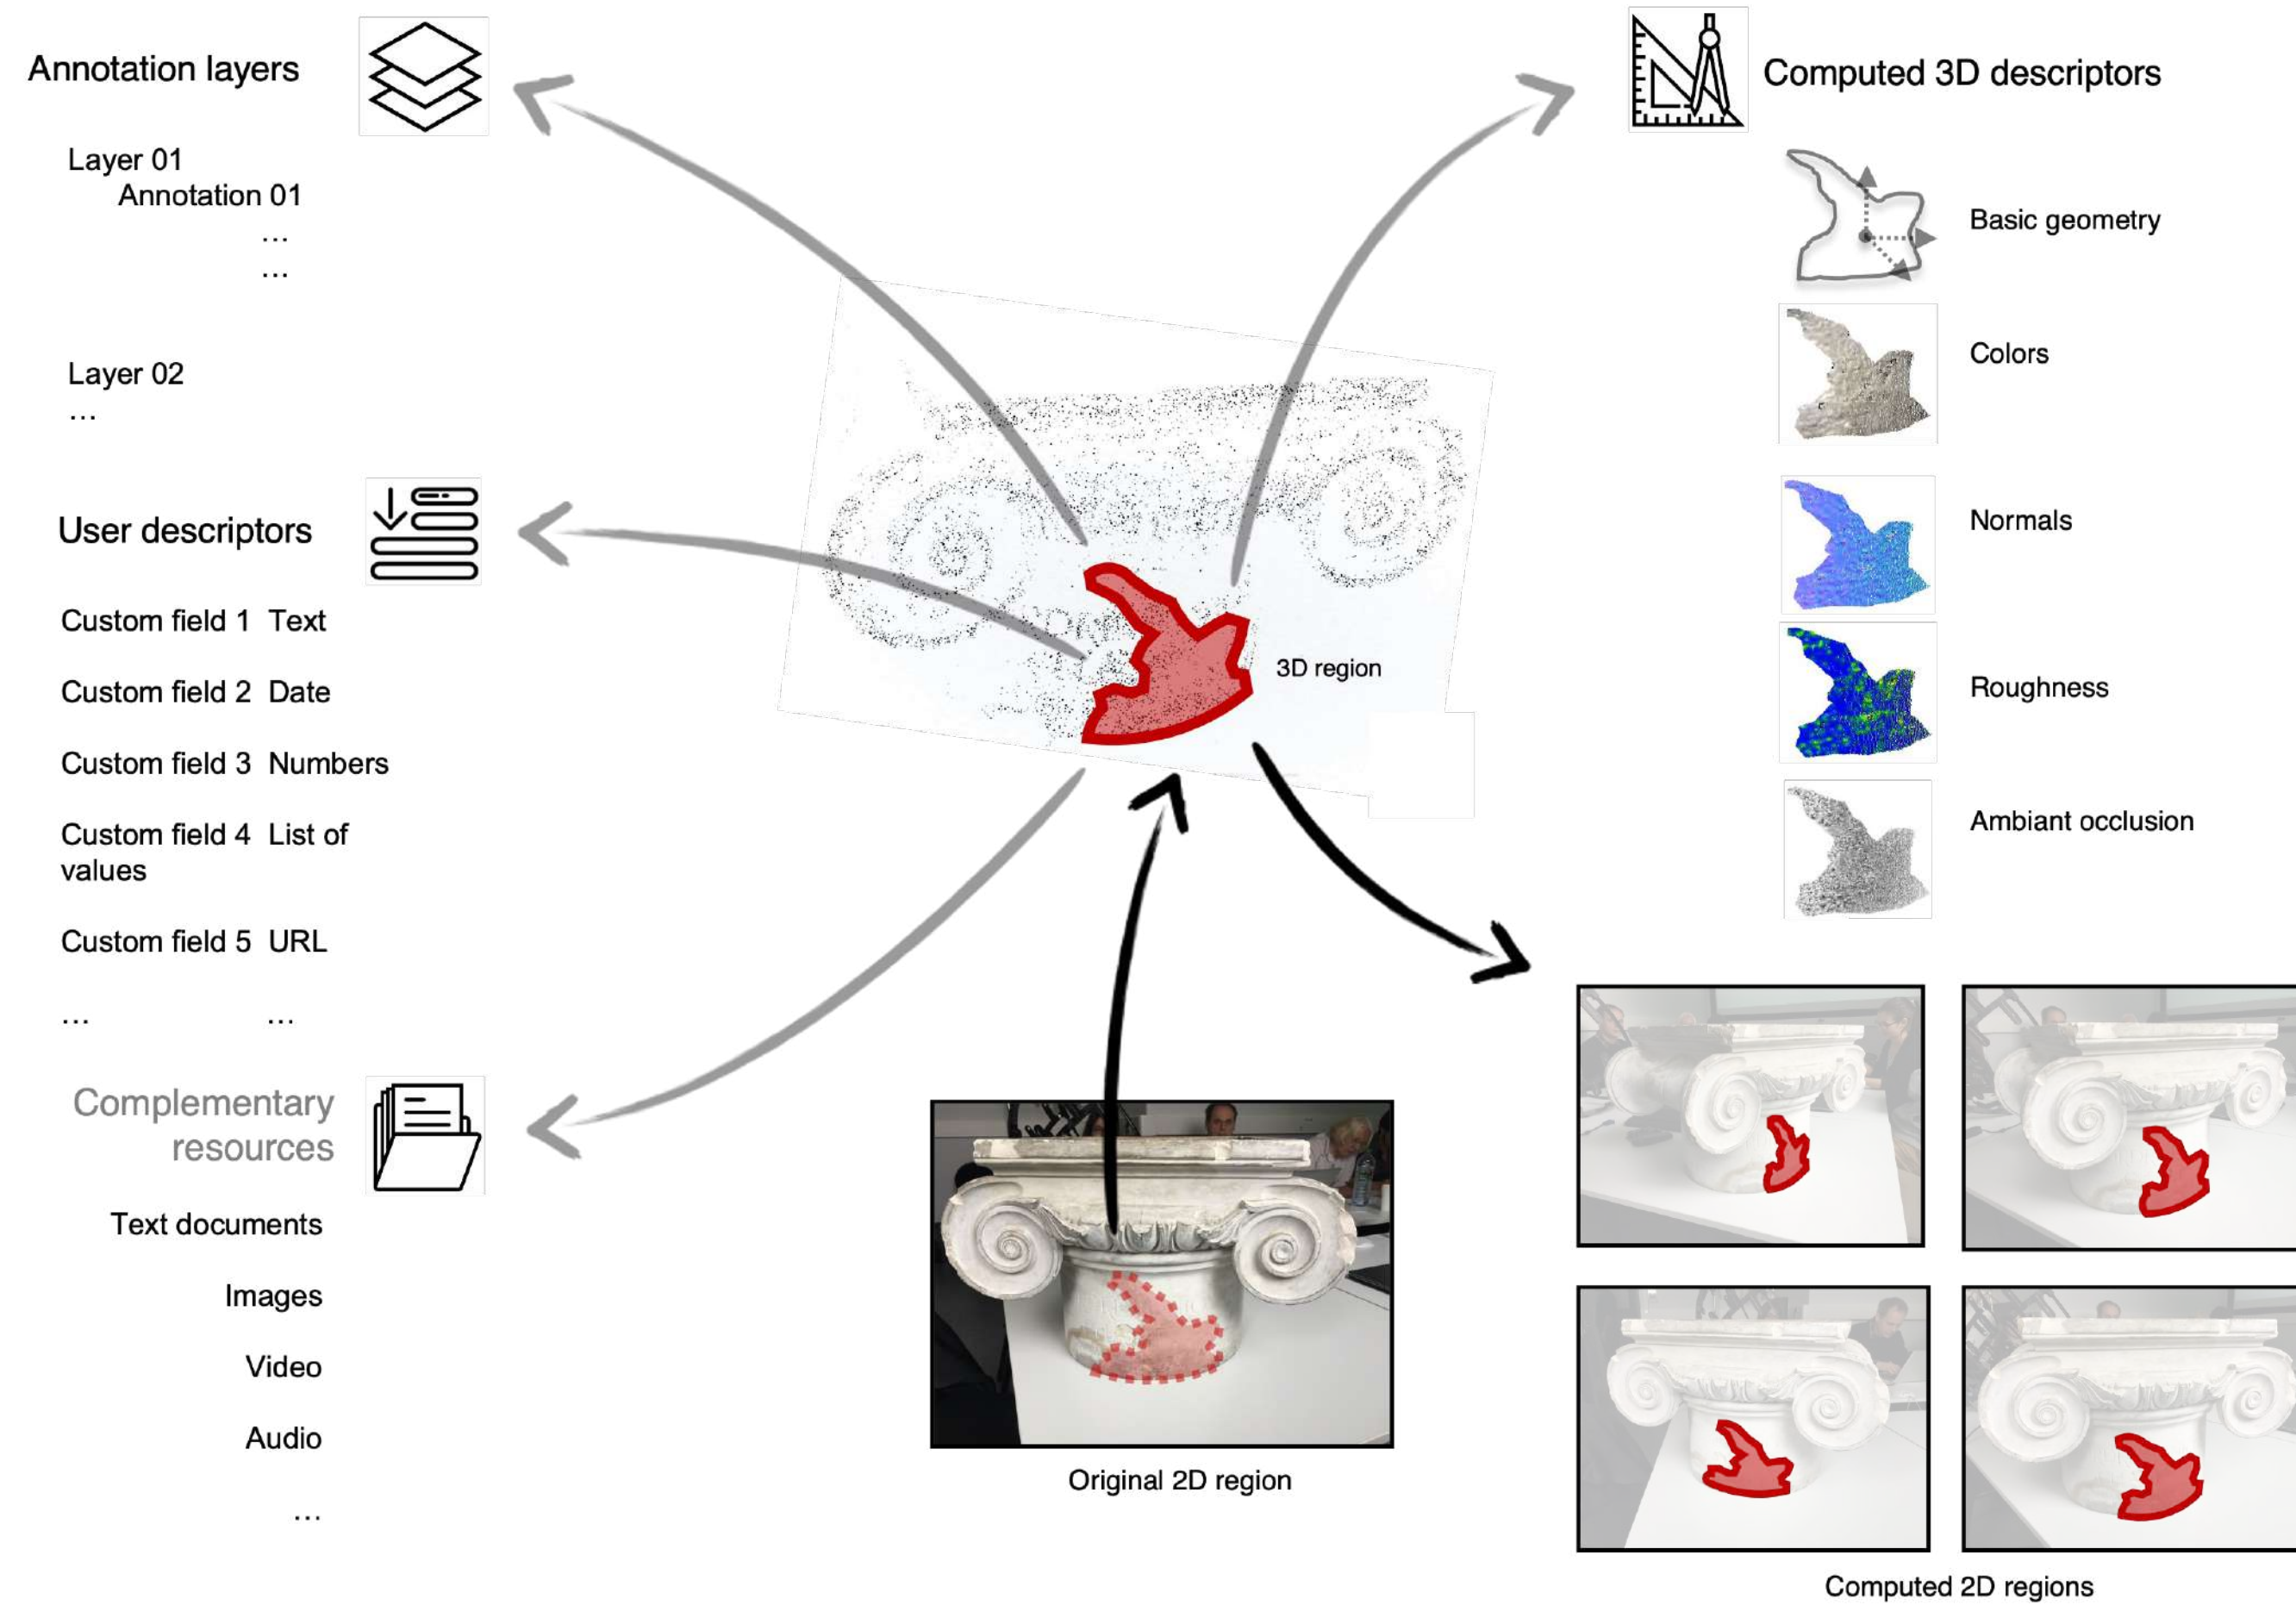 Annotation layers
Layer 01
Annotation 01
...
...
Layer 02
...
User descriptors
Custom field 1 Text
Custom field 2 Date
Custom field 3 Numbers
Custom field 4 List of
values
Custom field 5 URL
... ...
Complementary
resources
Text documents
Images
Video
Audio
...
3D region
Original 2D region
Computed 3D descriptors
Basic geometry
Colors
Normals
Roughness
Ambiant occlusion
Computed 2D regions